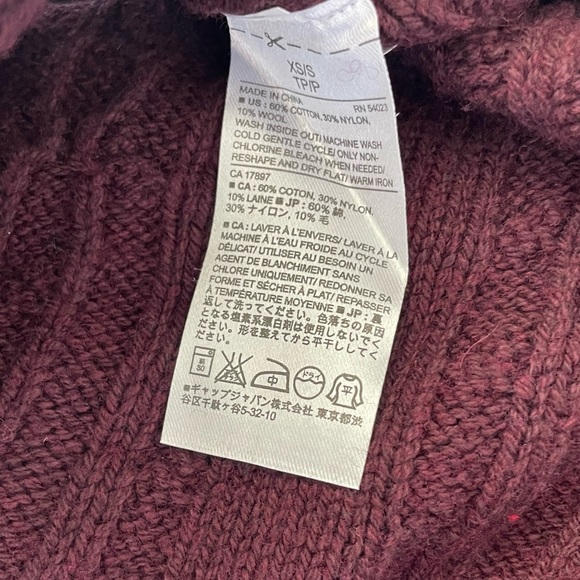 XS/S
TP/P
MADE IN CHINA RN 54023
■ US : 60% COTTON, 30% NYLON,
10% WOOL
WASH INSIDE OUT/ MACHINE WASH
COLD GENTLE CYCLE/ ONLY NON-
CHLORINE BLEACH WHEN NEEDED/
RESHAPE AND DRY FLAT/ WARM IRON
CA 17897
■ CA : 60% COTON, 30% NYLON,
10% LAINE ■ JP : 60% 綿,
30% ナイロン, 10% 毛
■ CA : LAVER À L'ENVERS/ LAVER À LA
MACHINE À L'EAU FROIDE AU CYCLE
DÉLICAT/ UTILISER AU BESOIN UN
AGENT DE BLANCHIMENT SANS
CHLORE UNIQUEMENT/ REDONNER SA
FORME ET SÉCHER À PLAT/ REPASSER
À TEMPÉRATURE MOYENNE ■ JP : 裏
返して洗ってください。色落ちの原因
となる塩素系漂白剤は使用しないでく
ださい。形を整えてから平干ししてく
ださい。
弱 30 中 ドライ 平
■ ギャップジャパン株式会社 東京都渋
谷区千駄ヶ谷5-32-10